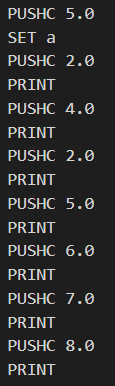 PUSHC 5.0
SET a
PUSHC 2.0
PRINT
PUSHC 4.0
PRINT
PUSHC 2.0
PRINT
PUSHC 5.0
PRINT
PUSHC 6.0
PRINT
PUSHC 7.0
PRINT
PUSHC 8.0
PRINT